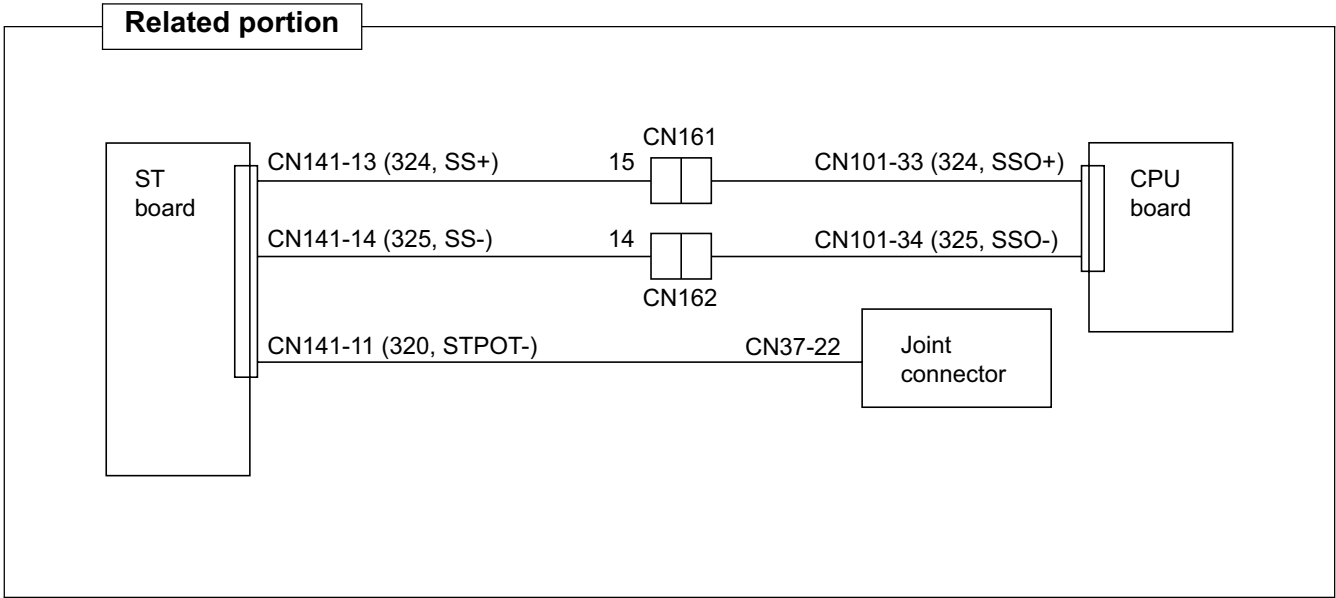 Related portion
CN161
CN141-13 (324, SS+)
15
CN101-33 (324, SSO+)
ST
board
CPU
board
CN141-14 (325, SS-)
14
CN101-34 (325, SSO-)
CN162
CN141-11 (320, STPOT-)
CN37-22
Joint
connector